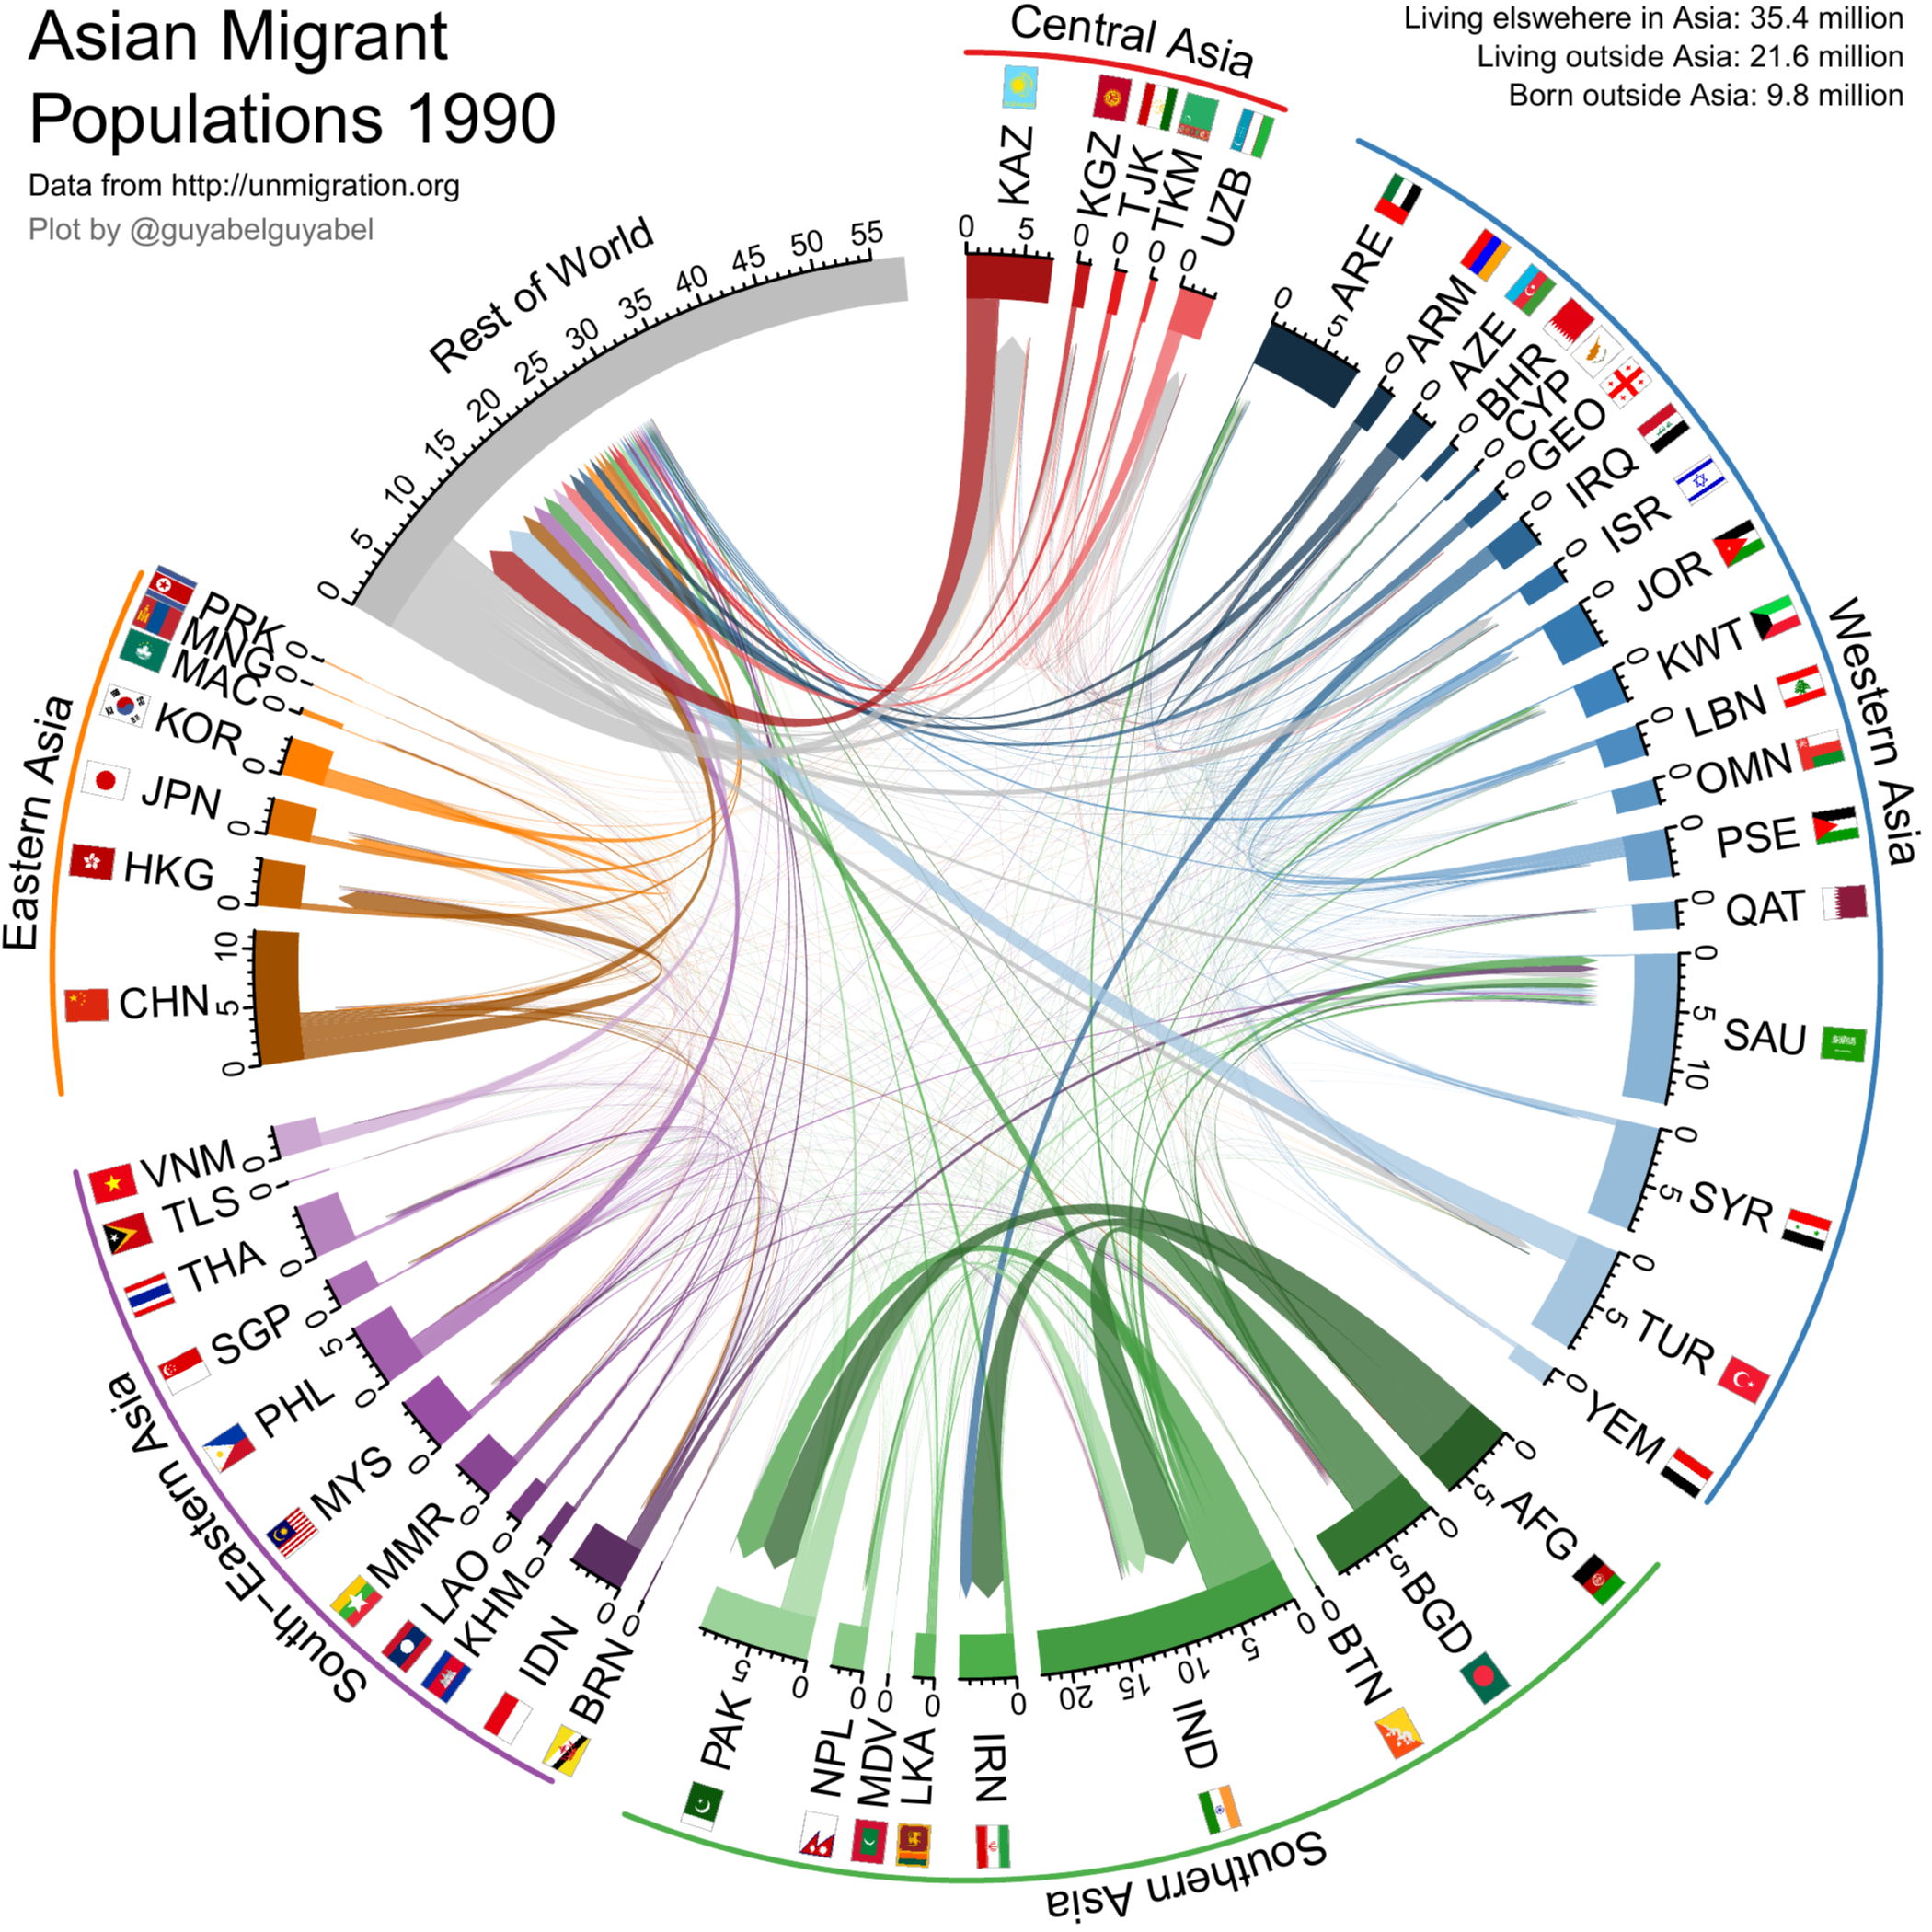 Asian Migrant
Populations 1990
Data from http://unmigration.org
Plot by @guyabelguyabel
Living elswehere in Asia: 35.4 million
Living outside Asia: 21.6 million
Born outside Asia: 9.8 million
Central Asia
KAZ
0 5
KGZ
0
TJK
0
TKM
0
UZB
0
Western Asia
ARE
0 5
ARM
0
AZE
0
BHR
0
CYP
0
GEO
0
IRQ
0
ISR
0
JOR
0
KWT
0
LBN
0
OMN
0
PSE
0
QAT
0
SAU
0 5 10
SYR
0 5
TUR
0 5
YEM
0
Southern Asia
AFG
0 5
BGD
0 5
BTN
0
IND
0 5 10 15 20
IRN
0
LKA
0
MDV
0
NPL
0
PAK
0 5
South-Eastern Asia
BRN
0
IDN
0
KHM
0
LAO
0
MMR
0
MYS
0
PHL
0 5
SGP
0
THA
0
TLS
0
VNM
0
Eastern Asia
CHN
0 5 10
HKG
0
JPN
0
KOR
0
MAC
0
MNG
0
PRK
0
Rest of World
0 5 10 15 20 25 30 35 40 45 50 55